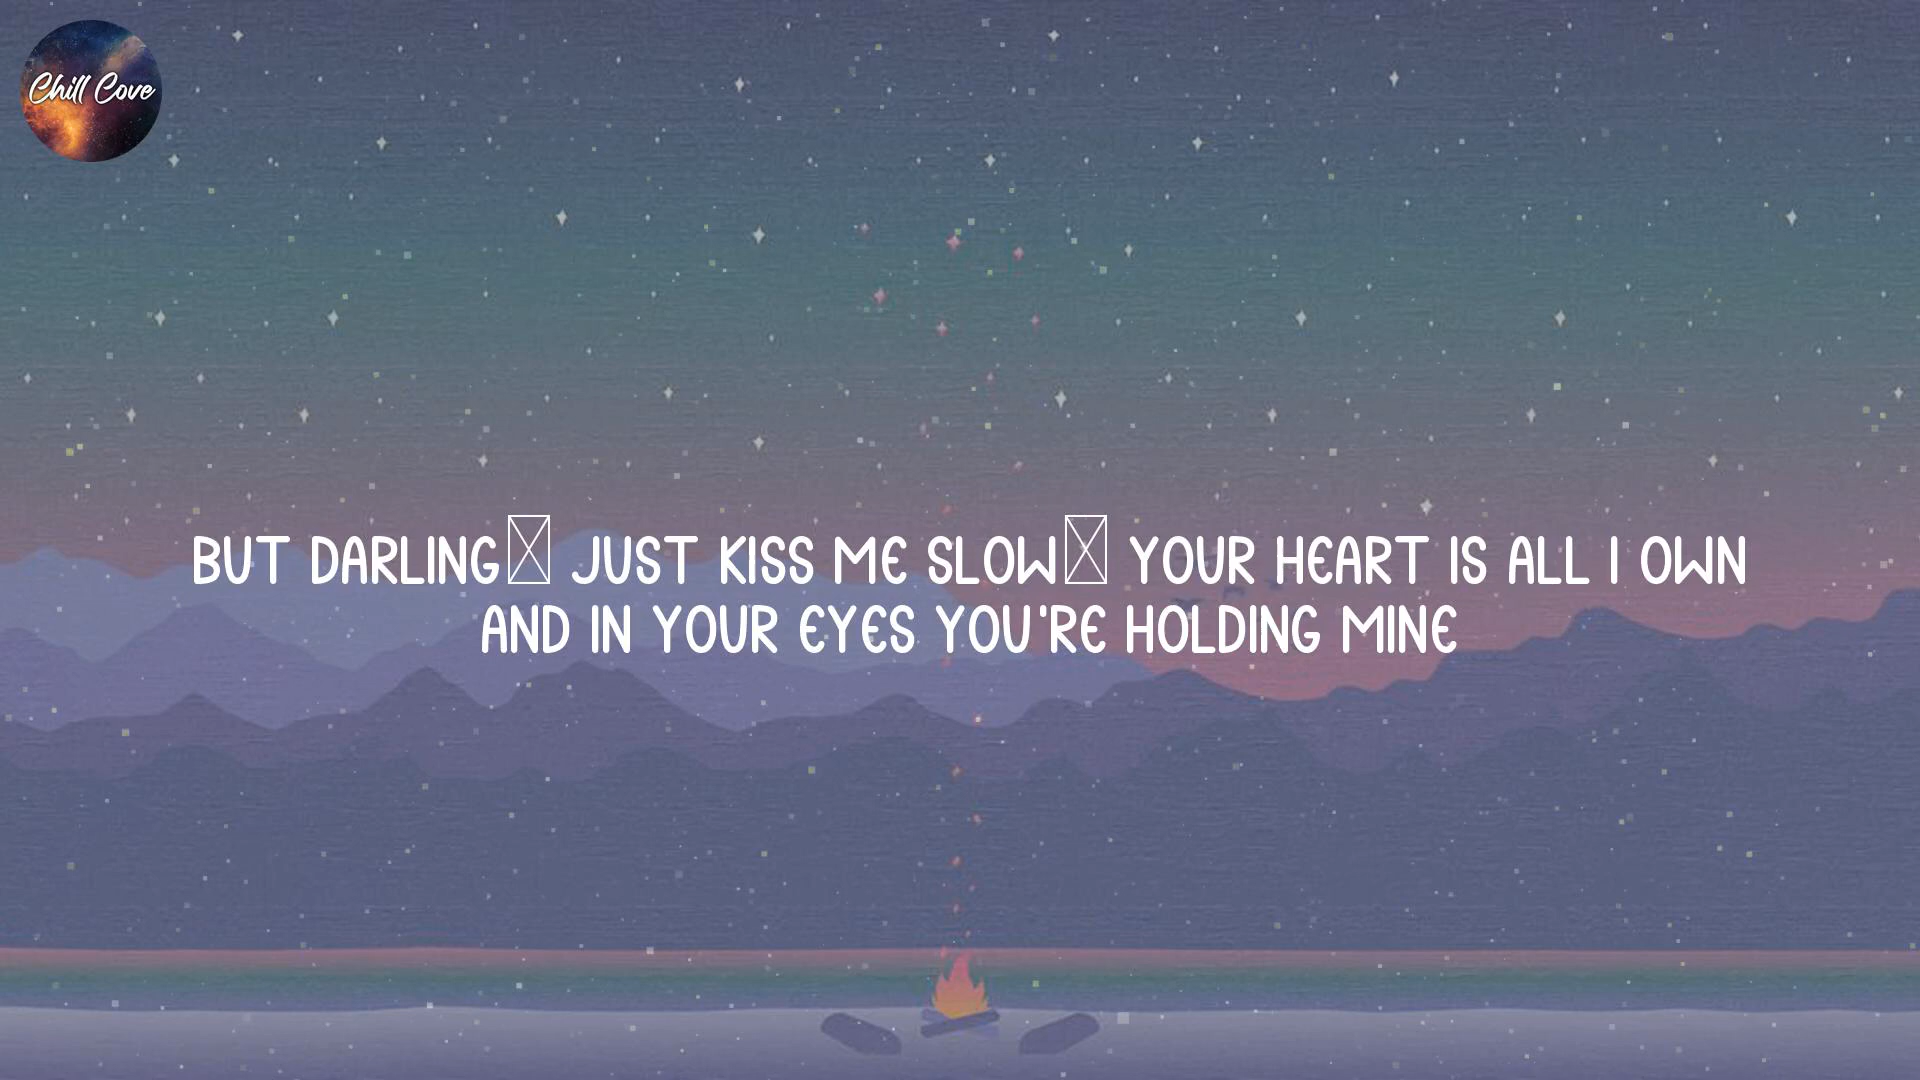 Chill Cove
BUT DARLING☒ JUST KISS ME SLOW☒ YOUR HEART IS ALL I OWN
AND IN YOUR EYES YOU'RE HOLDING MINE